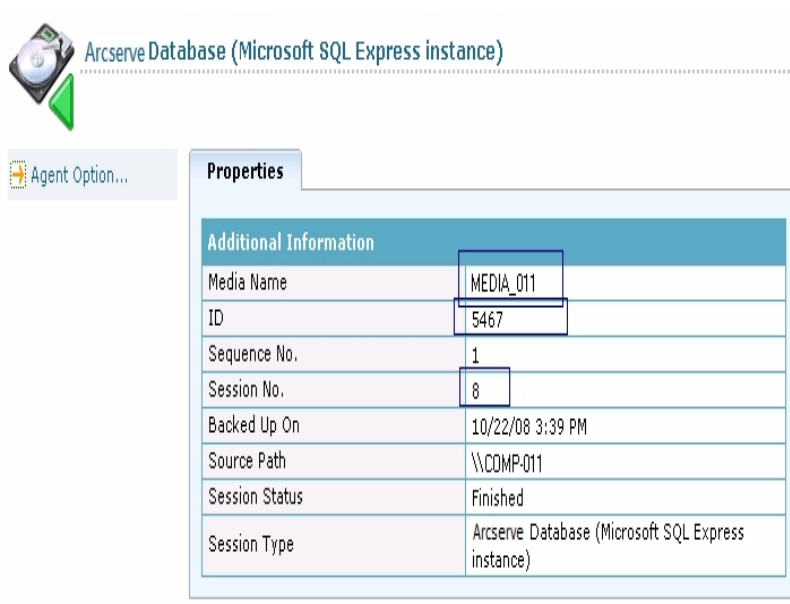 Arcserve Database (Microsoft SQL Express instance)
Agent Option...
Properties
Additional Information
Media Name MEDIA_011
ID 5467
Sequence No. 1
Session No. 8
Backed Up On 10/22/08 3:39 PM
Source Path \\COMP-011
Session Status Finished
Session Type Arcserve Database (Microsoft SQL Express
instance)